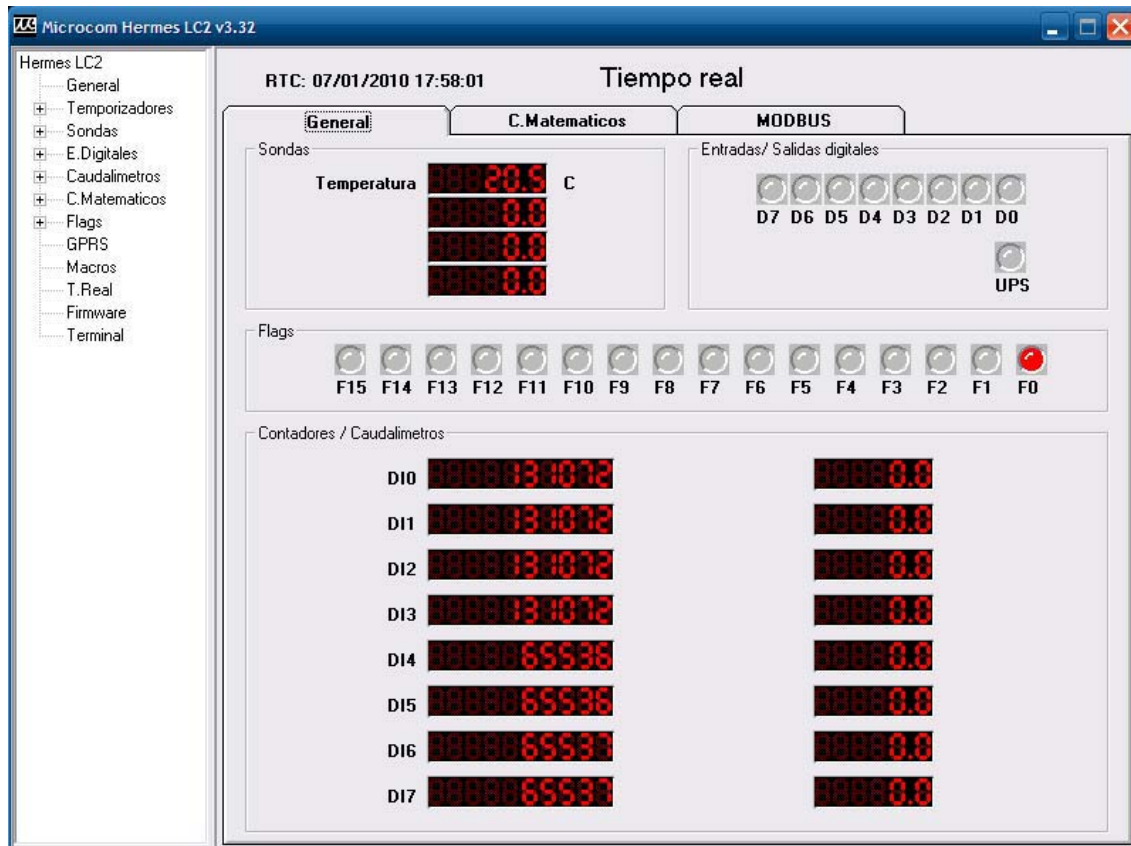 Microcom Hermes LC2 v3.32
Hermes LC2
General
Temporizadores
Sondas
E.Digitales
Caudalimetros
C.Matematicos
Flags
GPRS
Macros
T.Real
Firmware
Terminal
RTC: 07/01/2010 17:58:01 Tiempo real
General C.Matematicos MODBUS
Sondas
Temperatura 20.5 C
0.0
0.0
0.0
Entradas/ Salidas digitales
D7 D6 D5 D4 D3 D2 D1 D0
UPS
Flags
F15 F14 F13 F12 F11 F10 F9 F8 F7 F6 F5 F4 F3 F2 F1 F0
Contadores / Caudalimetros
DI0 131072 0.0
DI1 131072 0.0
DI2 131072 0.0
DI3 131072 0.0
DI4 65536 0.0
DI5 65536 0.0
DI6 65537 0.0
DI7 65537 0.0